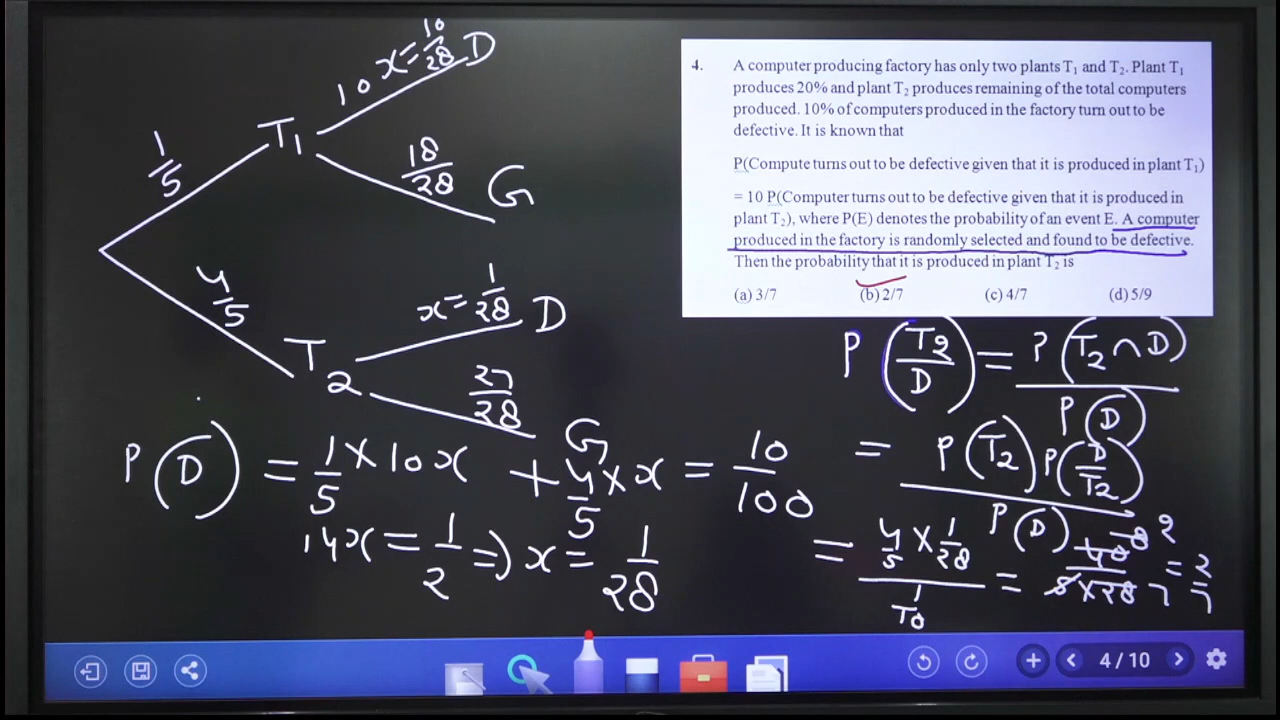 4. A computer producing factory has only two plants T₁ and T₂. Plant T₁
produces 20% and plant T₂ produces remaining of the total computers
produced. 10% of computers produced in the factory turn out to be
defective. It is known that
P(Compute turns out to be defective given that it is produced in plant T₁)
= 10 P(Computer turns out to be defective given that it is produced in
plant T₂), where P(E) denotes the probability of an event E. A computer
produced in the factory is randomly selected and found to be defective.
Then the probability that it is produced in plant T₂ is
(a) 3/7 (b) 2/7 (c) 4/7 (d) 5/9
10x = 10/28 D
1/5 T₁
18/28 G
4/5 T₂
x = 1/28 D
27/28 G
P(D) = 1/5 × 10x + 4/5 × x = 10/100
14x = 1/2 => x = 1/28
P(T₂/D) = P(T₂ ∩ D)/P(D)
= P(T₂) P(D/T₂)/P(D)
= 4/5 × 1/28 / 1/10 = 40/5×28 8 2 7 = 2/7
4 / 10